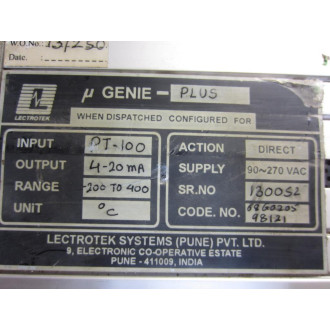 W.O.No. 13/250
Date.
LECTROTEK
µ GENIE- PLUS
WHEN DISPATCHED CONFIGURED FOR
INPUT PT-100
OUTPUT 4-20mA
RANGE -200 TO 400
UNIT °C
ACTION DIRECT
SUPPLY 90~270 VAC
SR.NO 130052
CODE. NO.
98121
LECTROTEK SYSTEMS (PUNE) PVT. LTD.
9, ELECTRONIC CO-OPERATIVE ESTATE
PUNE - 411009, INDIA